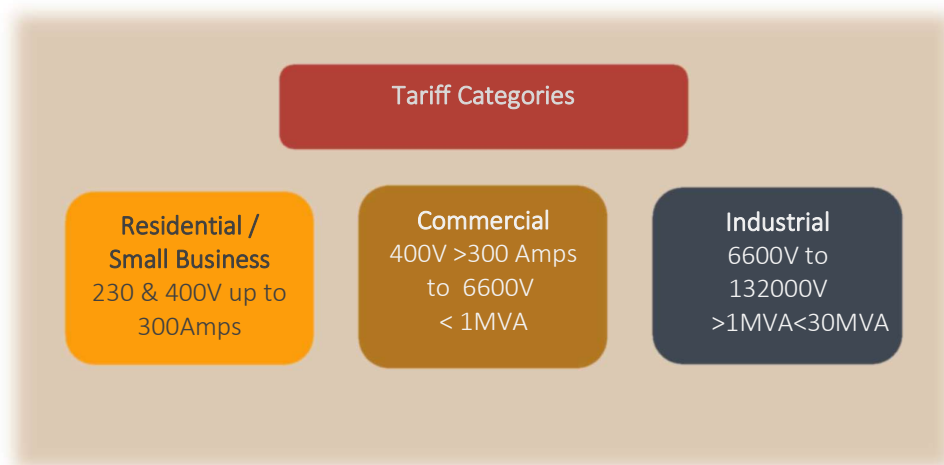 Tariff Categories
Residential /
Small Business
230 & 400V up to
300Amps
Commercial
400V >300 Amps
to 6600V
< 1MVA
Industrial
6600V to
132000V
>1MVA<30MVA